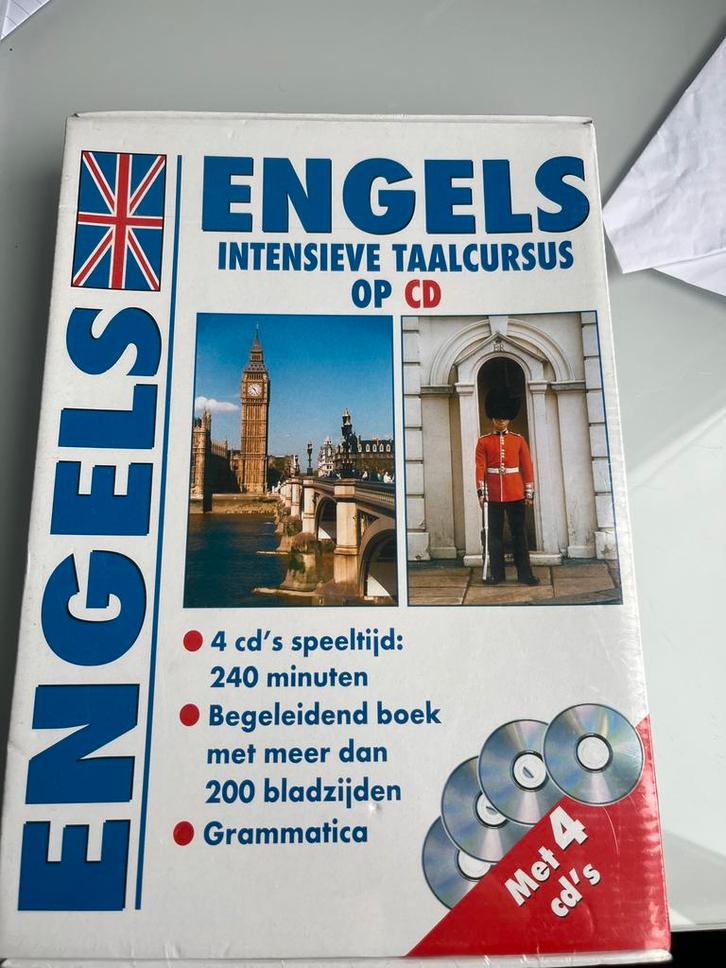 ENGELS
ENGELS
INTENSIEVE TAALCURSUS
OP CD
4 cd's speeltijd:
240 minuten
Begeleidend boek
met meer dan
200 bladzijden
Grammatica
Met 4
cd's